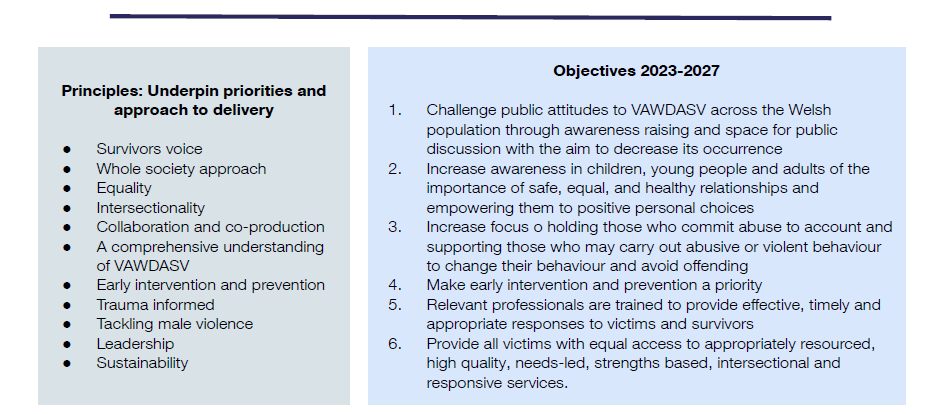 Principles: Underpin priorities and
approach to delivery
● Survivors voice
● Whole society approach
● Equality
● Intersectionality
● Collaboration and co-production
● A comprehensive understanding
of VAWDASV
● Early intervention and prevention
● Trauma informed
● Tackling male violence
● Leadership
● Sustainability
Objectives 2023-2027
1. Challenge public attitudes to VAWDASV across the Welsh
population through awareness raising and space for public
discussion with the aim to decrease its occurrence
2. Increase awareness in children, young people and adults of the
importance of safe, equal, and healthy relationships and
empowering them to positive personal choices
3. Increase focus o holding those who commit abuse to account and
supporting those who may carry out abusive or violent behaviour
to change their behaviour and avoid offending
4. Make early intervention and prevention a priority
5. Relevant professionals are trained to provide effective, timely and
appropriate responses to victims and survivors
6. Provide all victims with equal access to appropriately resourced,
high quality, needs-led, strengths based, intersectional and
responsive services.